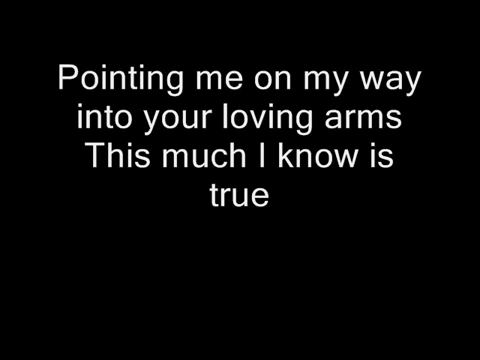 Pointing me on my way
into your loving arms
This much I know is
true